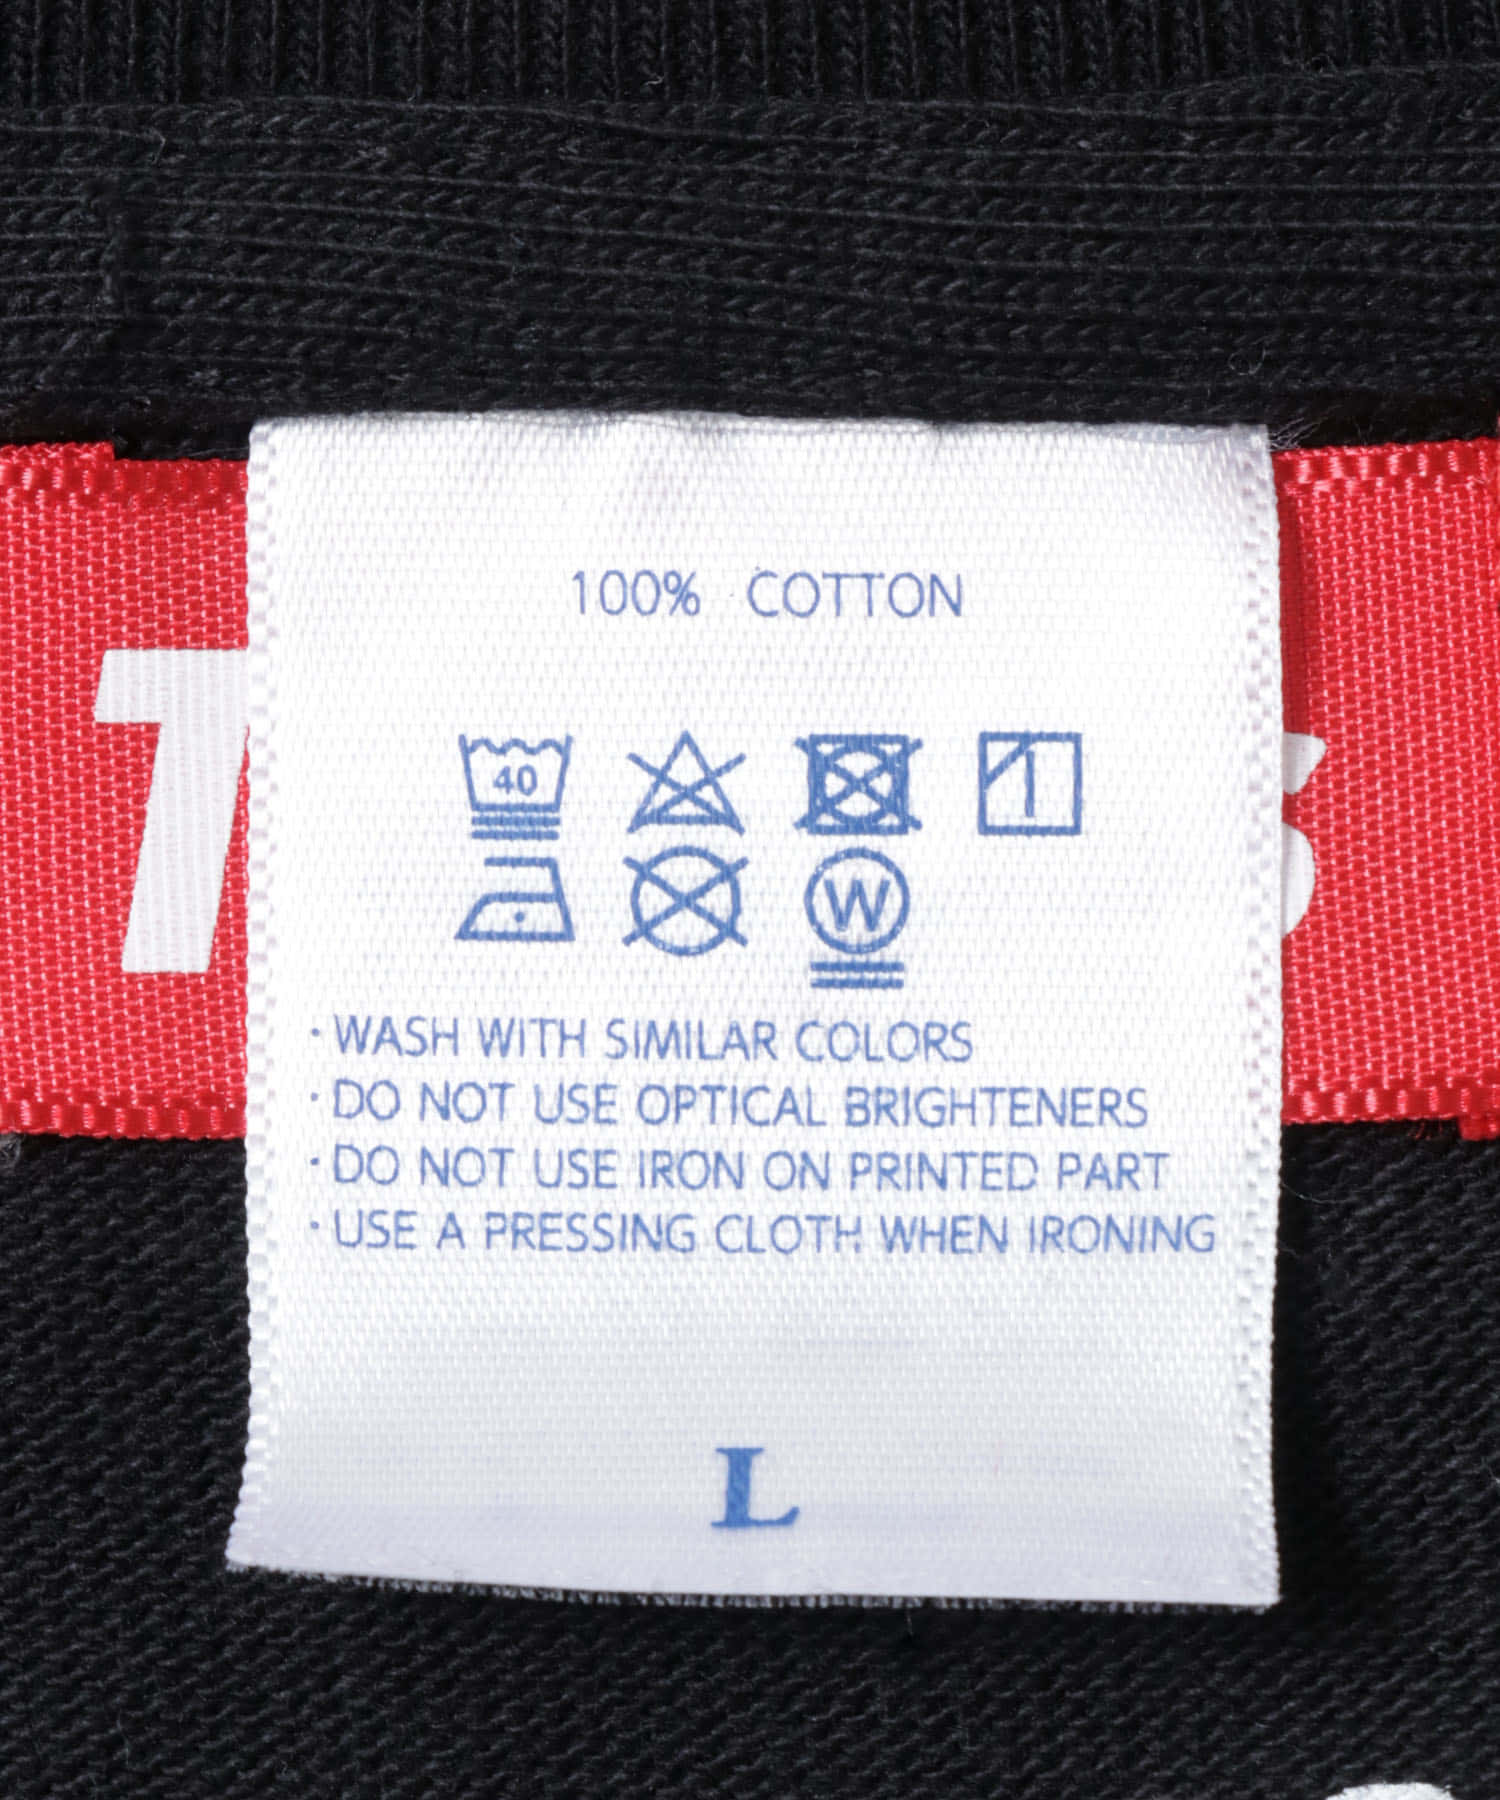 100% COTTON
40
W
· WASH WITH SIMILAR COLORS
· DO NOT USE OPTICAL BRIGHTENERS
· DO NOT USE IRON ON PRINTED PART
· USE A PRESSING CLOTH WHEN IRONING
L